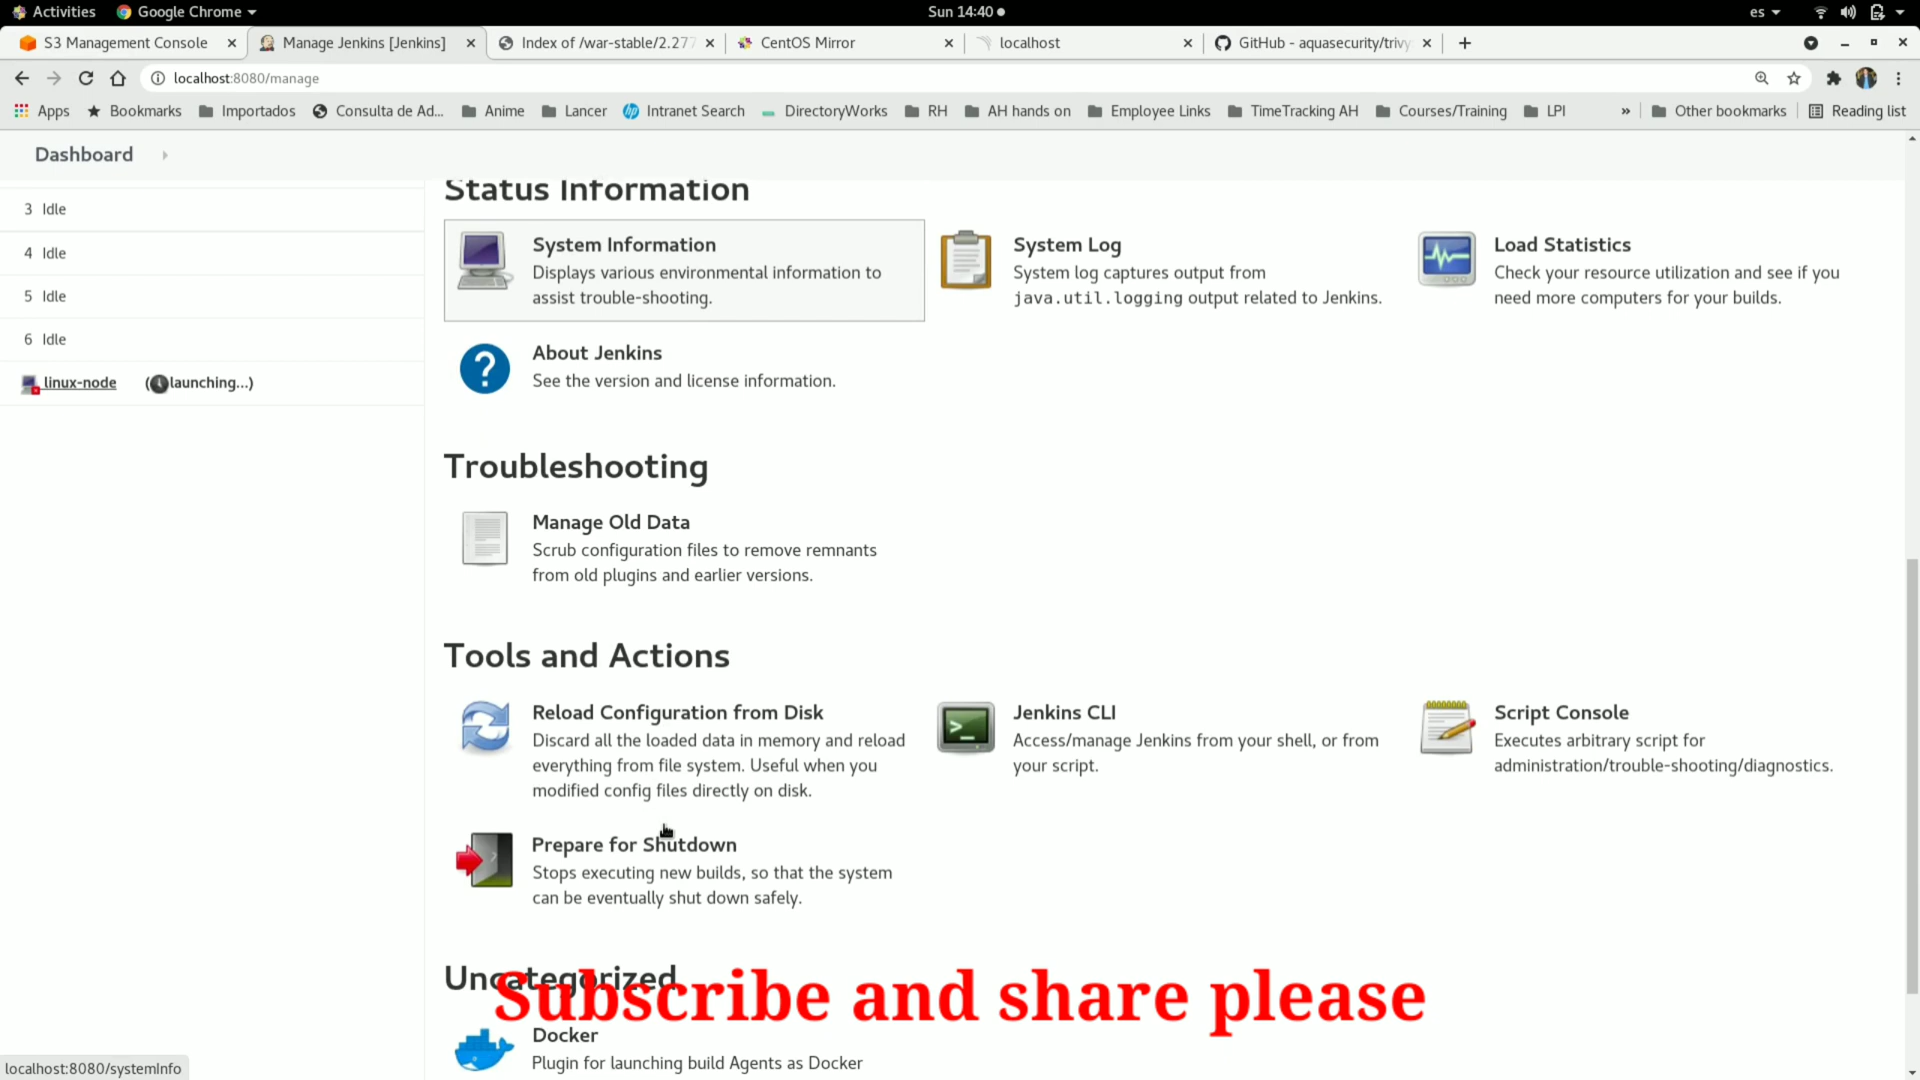 Activities Google Chrome Sun 14:40 es
S3 Management Console Manage Jenkins [Jenkins] Index of /war-stable/2.277 CentOS Mirror localhost GitHub - aquasecurity/trivy
localhost:8080/manage
Apps Bookmarks Importados Consulta de Ad... Anime Lancer Intranet Search DirectoryWorks RH AH hands on Employee Links TimeTracking AH Courses/Training LPI » Other bookmarks Reading list
Dashboard
3 Idle
4 Idle
5 Idle
6 Idle
linux-node (launching...)
Status Information
System Information
Displays various environmental information to
assist trouble-shooting.
System Log
System log captures output from
java.util.logging output related to Jenkins.
Load Statistics
Check your resource utilization and see if you
need more computers for your builds.
About Jenkins
See the version and license information.
Troubleshooting
Manage Old Data
Scrub configuration files to remove remnants
from old plugins and earlier versions.
Tools and Actions
Reload Configuration from Disk
Discard all the loaded data in memory and reload
everything from file system. Useful when you
modified config files directly on disk.
Jenkins CLI
Access/manage Jenkins from your shell, or from
your script.
Script Console
Executes arbitrary script for
administration/trouble-shooting/diagnostics.
Prepare for Shutdown
Stops executing new builds, so that the system
can be eventually shut down safely.
Uncategorized
Subscribe and share please
Docker
Plugin for launching build Agents as Docker
localhost:8080/systemInfo